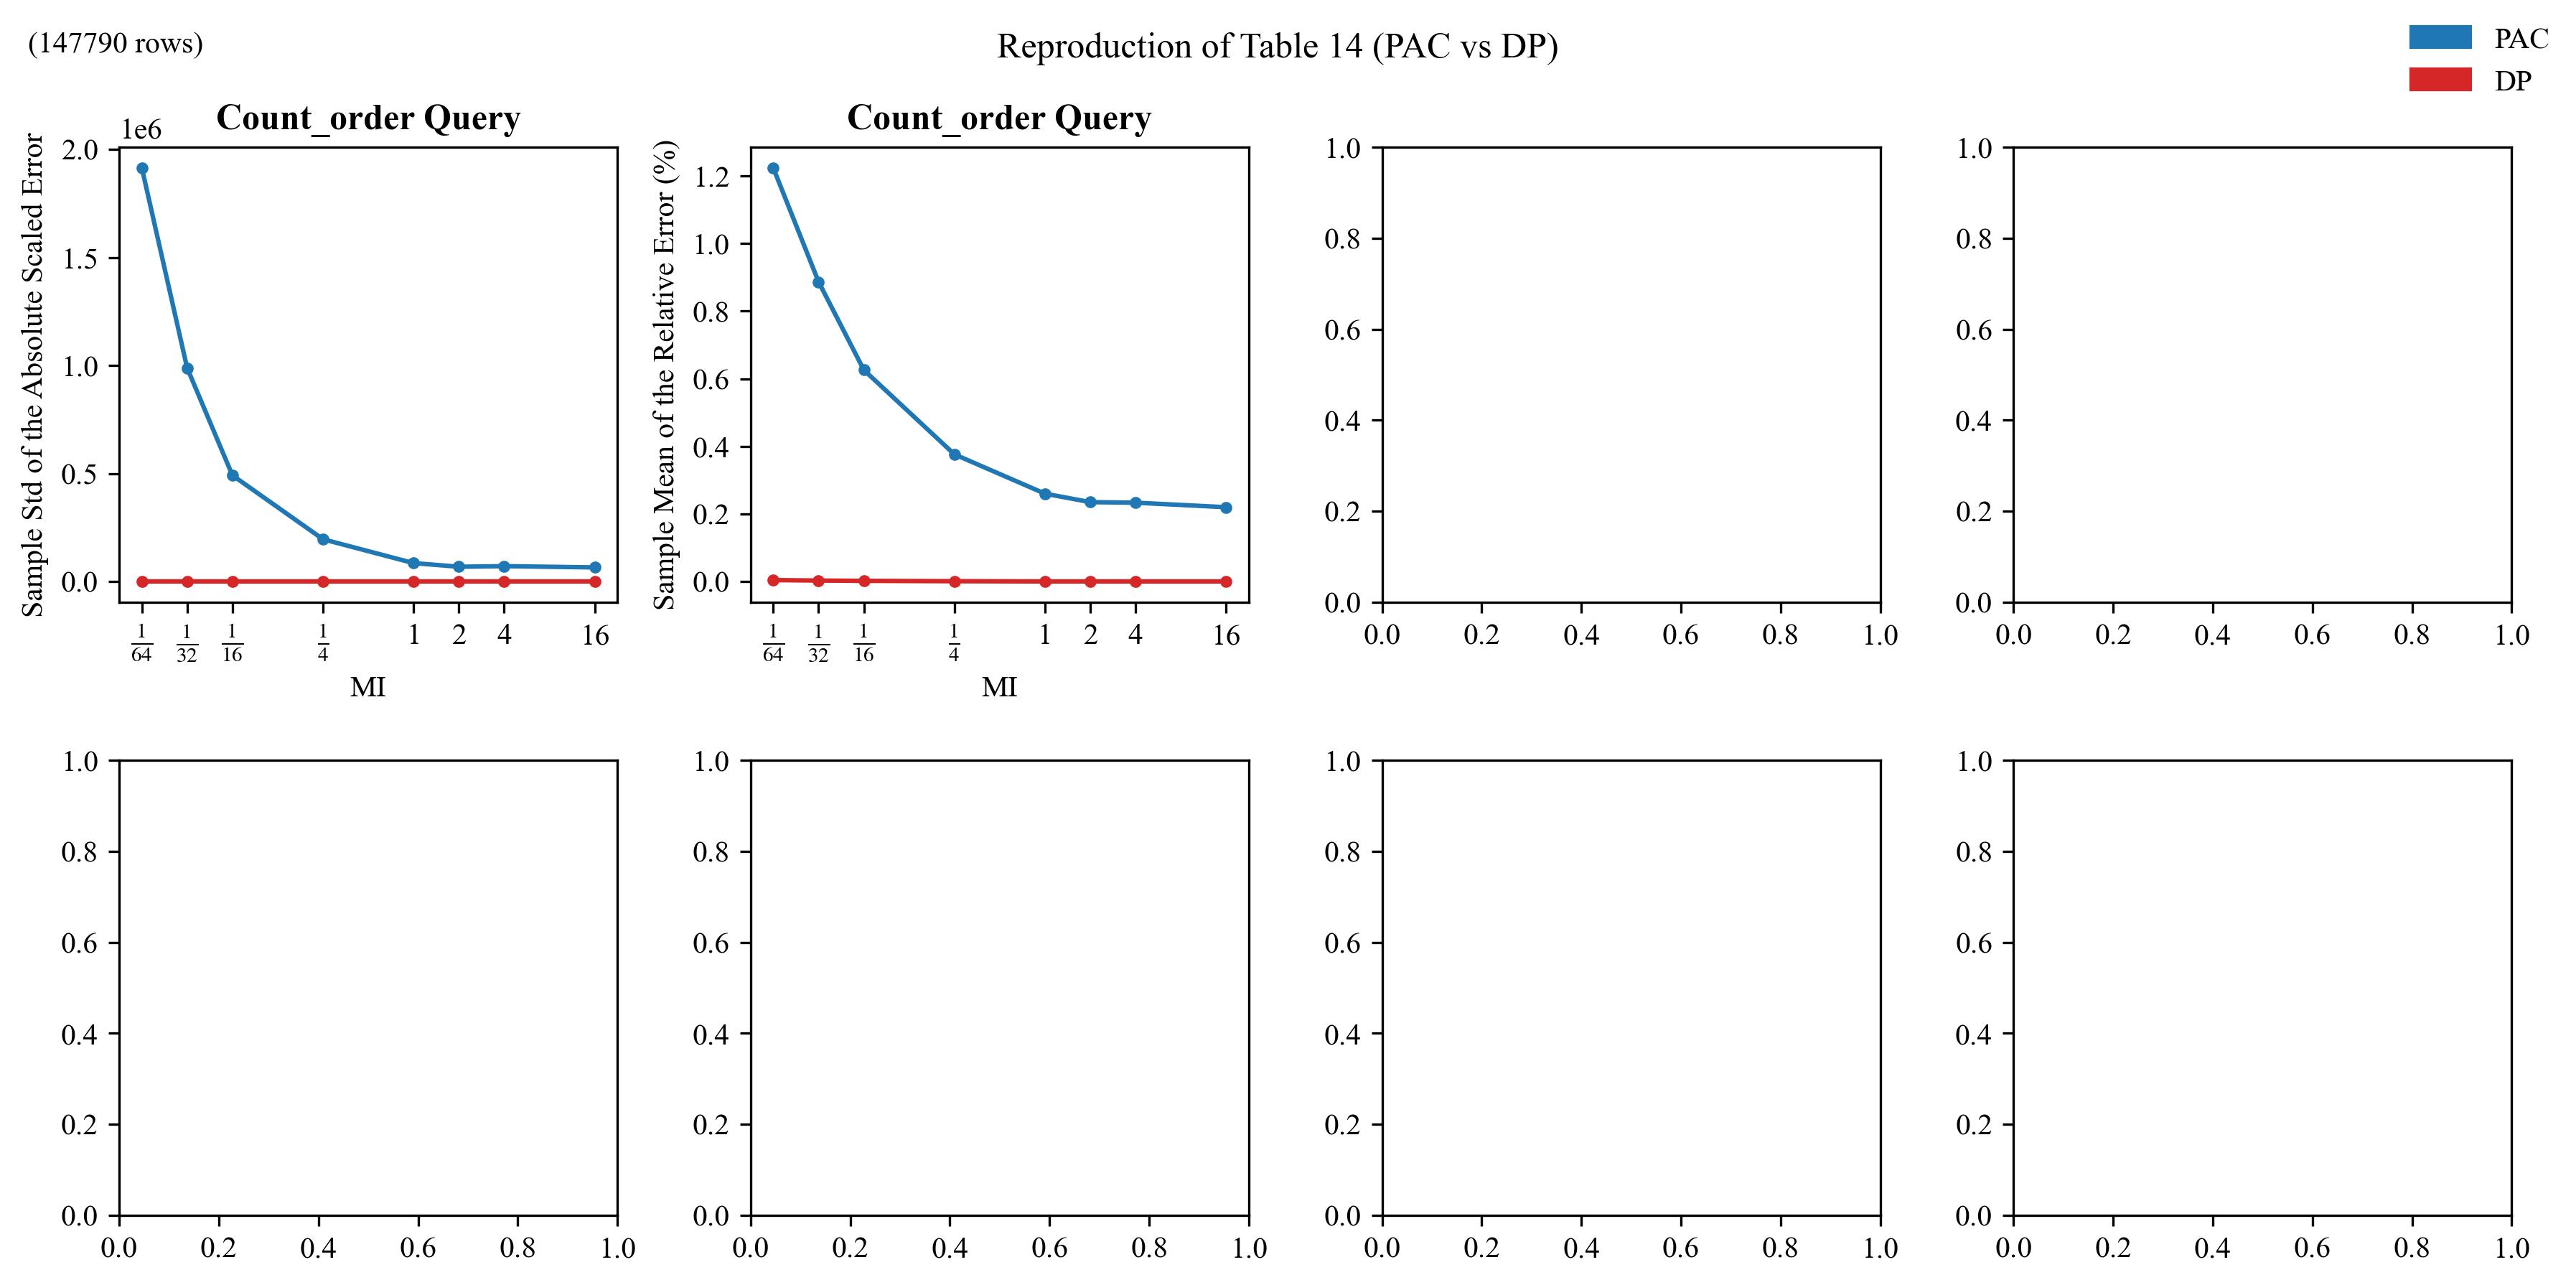 (147790 rows)
Reproduction of Table 14 (PAC vs DP)
PAC
DP
Count_order Query
1e6
Sample Std of the Absolute Scaled Error
2.0
1.5
1.0
0.5
0.0
1/64 1/32 1/16 1/4 1 2 4 16
MI
Count_order Query
Sample Mean of the Relative Error (%)
1.2
1.0
0.8
0.6
0.4
0.2
0.0
1/64 1/32 1/16 1/4 1 2 4 16
MI
1.0
0.8
0.6
0.4
0.2
0.0
0.0 0.2 0.4 0.6 0.8 1.0
1.0
0.8
0.6
0.4
0.2
0.0
0.0 0.2 0.4 0.6 0.8 1.0
1.0
0.8
0.6
0.4
0.2
0.0
0.0 0.2 0.4 0.6 0.8 1.0
1.0
0.8
0.6
0.4
0.2
0.0
0.0 0.2 0.4 0.6 0.8 1.0
1.0
0.8
0.6
0.4
0.2
0.0
0.0 0.2 0.4 0.6 0.8 1.0
1.0
0.8
0.6
0.4
0.2
0.0
0.0 0.2 0.4 0.6 0.8 1.0